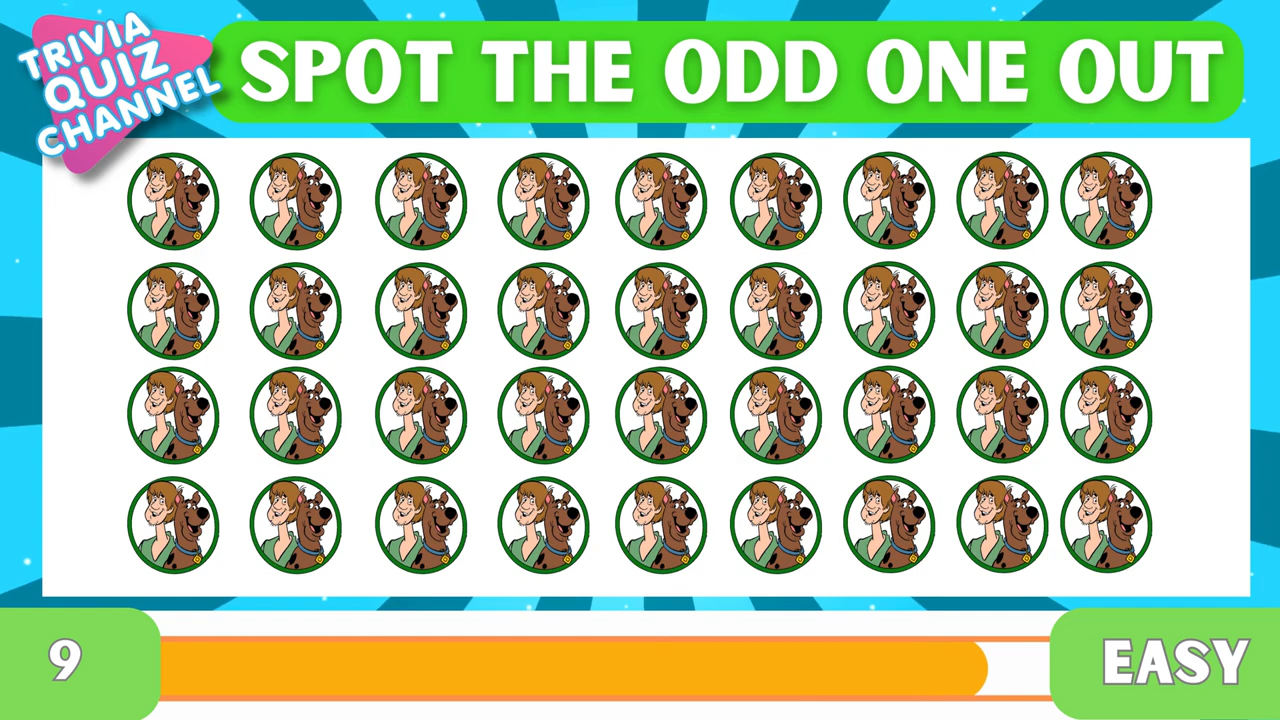 TRIVIA
QUIZ
CHANNEL
SPOT THE ODD ONE OUT
9
EASY